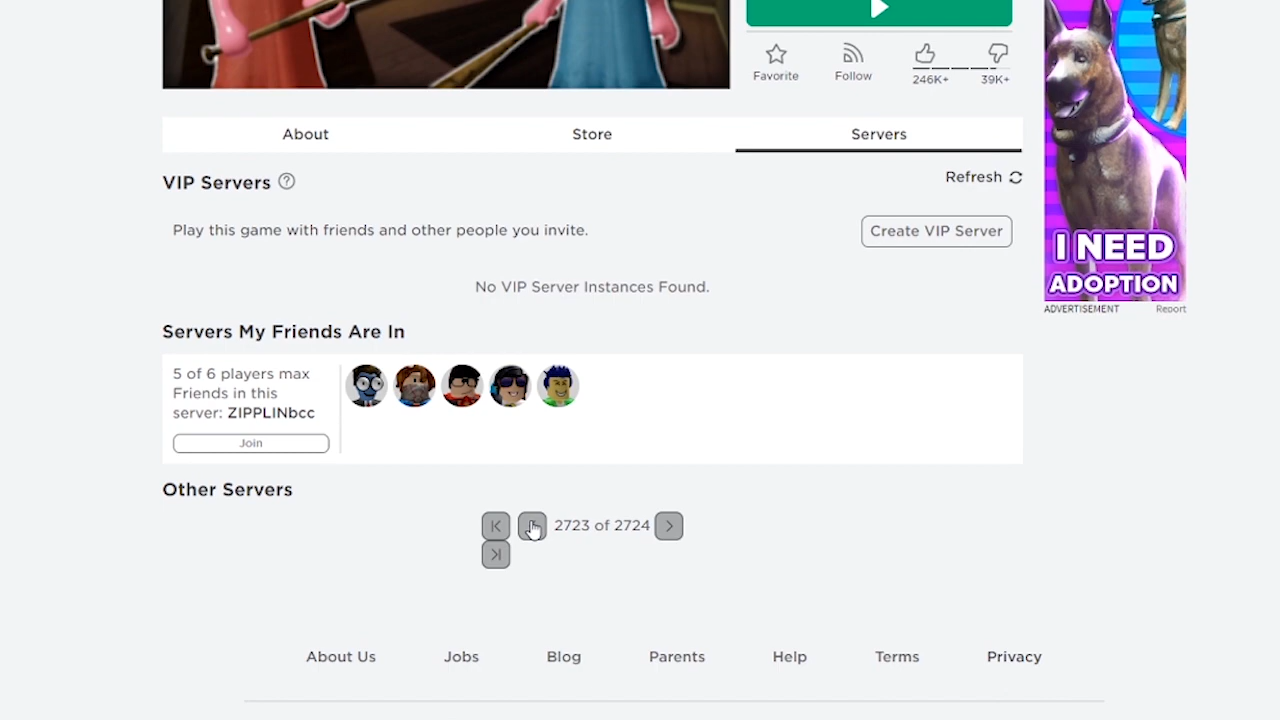 Favorite
Follow
246K+
39K+
About
Store
Servers
VIP Servers
Refresh
Play this game with friends and other people you invite.
Create VIP Server
No VIP Server Instances Found.
I NEED
ADOPTION
ADVERTISEMENT
Report
Servers My Friends Are In
5 of 6 players max
Friends in this
server: ZIPPLINbcc
Join
Other Servers
2723 of 2724
About Us
Jobs
Blog
Parents
Help
Terms
Privacy